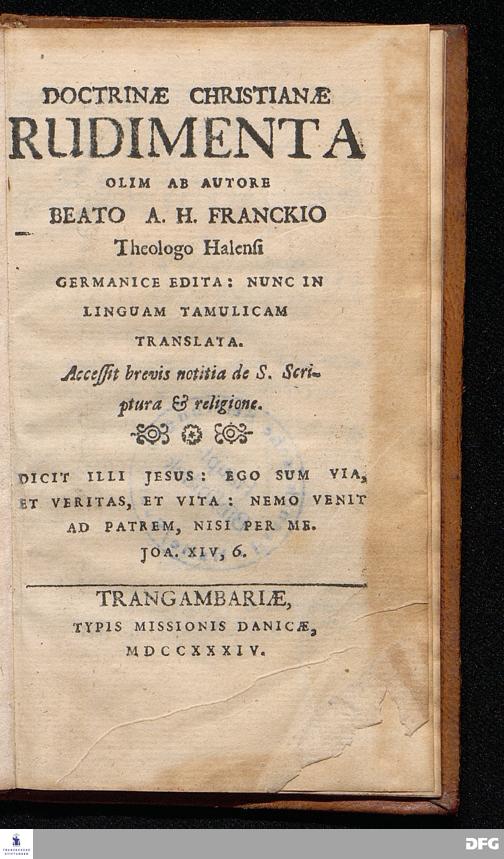 DOCTRINÆ CHRISTIANÆ
RUDIMENTA
OLIM AB AUTORE
BEATO A. H. FRANCKIO
Theologo Halensi
GERMANICE EDITA: NUNC IN
LINGUAM TAMULICAM
TRANSLATA.
Accessit brevis notitia de S. Scri-
ptura & religione.
DICIT ILLI JESUS: EGO SUM VIA,
ET VERITAS, ET VITA: NEMO VENIT
AD PATREM, NISI PER ME.
JOA. XIV, 6.
TRANGAMBARIÆ,
TYPIS MISSIONIS DANICÆ,
MDCCXXXIV.
FRANCKESCHE
STIFTUNGEN
DFG